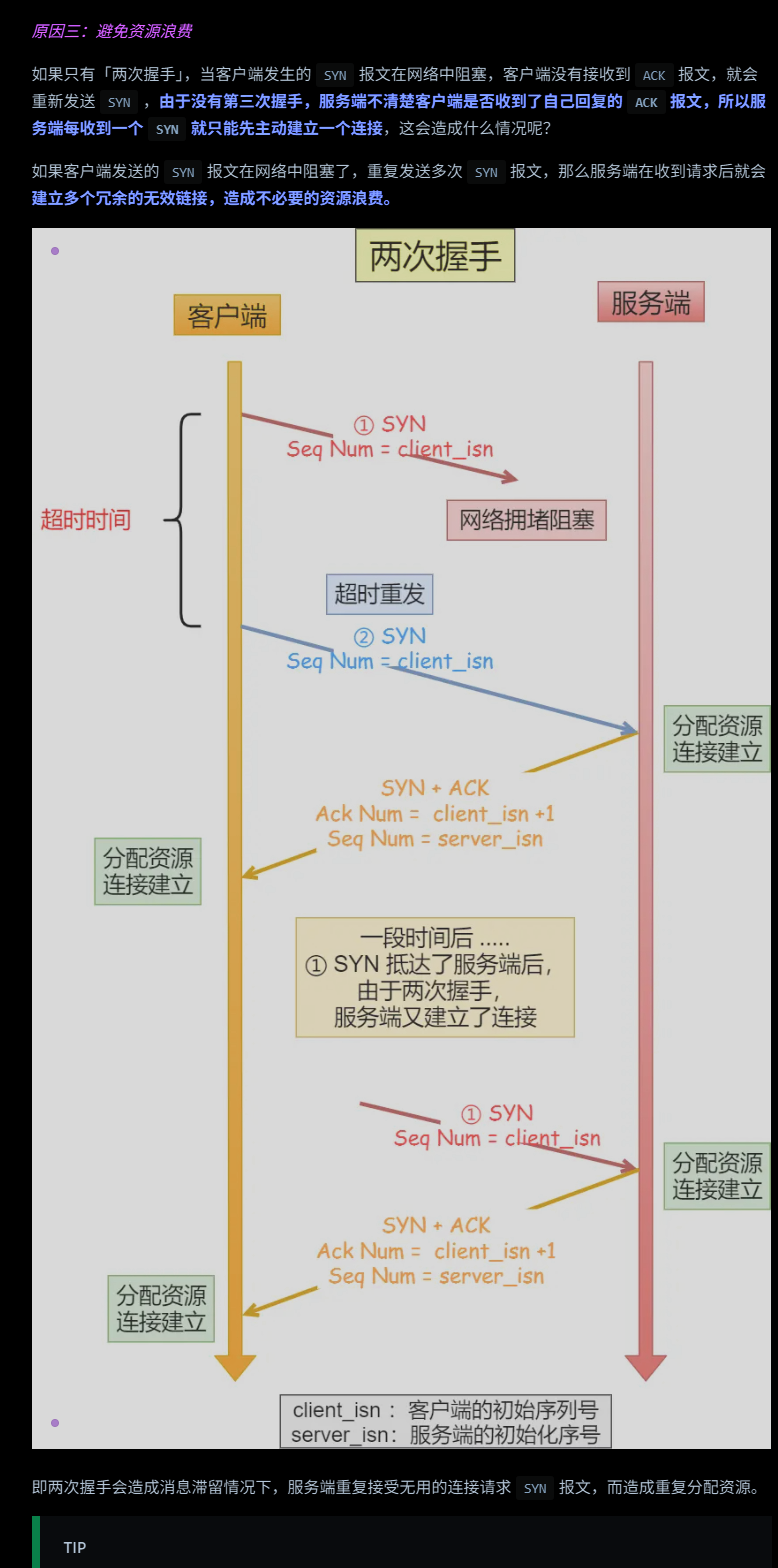 原因三：避免资源浪费
如果只有「两次握手」，当客户端发生的 SYN 报文在网络中阻塞，客户端没有接收到 ACK 报文，就会
重新发送 SYN ，由于没有第三次握手，服务端不清楚客户端是否收到了自己回复的 ACK 报文，所以服
务端每收到一个 SYN 就只能先主动建立一个连接，这会造成什么情况呢？
如果客户端发送的 SYN 报文在网络中阻塞了，重复发送多次 SYN 报文，那么服务端在收到请求后就会
建立多个冗余的无效链接，造成不必要的资源浪费。
两次握手
客户端
服务端
① SYN
Seq Num = client_isn
超时时间
网络拥堵阻塞
超时重发
② SYN
Seq Num = client_isn
分配资源
连接建立
SYN + ACK
Ack Num = client_isn +1
Seq Num = server_isn
分配资源
连接建立
一段时间后 .....
① SYN 抵达了服务端后，
由于两次握手，
服务端又建立了连接
① SYN
Seq Num = client_isn
分配资源
连接建立
SYN + ACK
Ack Num = client_isn +1
Seq Num = server_isn
分配资源
连接建立
client_isn ：客户端的初始序列号
server_isn：服务端的初始化序号
即两次握手会造成消息滞留情况下，服务端重复接受无用的连接请求 SYN 报文，而造成重复分配资源。
TIP